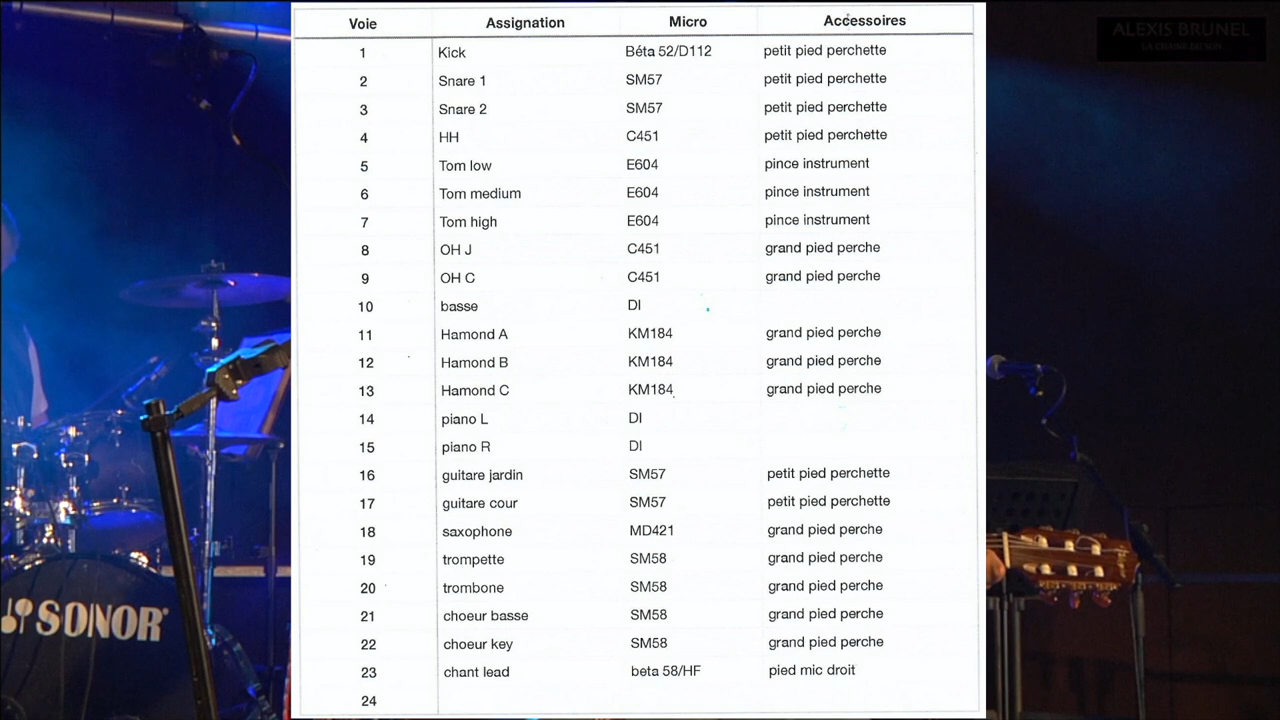 Voie Assignation Micro Accessoires
1 Kick Béta 52/D112 petit pied perchette
2 Snare 1 SM57 petit pied perchette
3 Snare 2 SM57 petit pied perchette
4 HH C451 petit pied perchette
5 Tom low E604 pince instrument
6 Tom medium E604 pince instrument
7 Tom high E604 pince instrument
8 OH J C451 grand pied perche
9 OH C C451 grand pied perche
10 basse DI
11 Hamond A KM184 grand pied perche
12 Hamond B KM184 grand pied perche
13 Hamond C KM184 grand pied perche
14 piano L DI
15 piano R DI
16 guitare jardin SM57 petit pied perchette
17 guitare cour SM57 petit pied perchette
18 saxophone MD421 grand pied perche
19 trompette SM58 grand pied perche
20 trombone SM58 grand pied perche
21 choeur basse SM58 grand pied perche
22 choeur key SM58 grand pied perche
23 chant lead beta 58/HF pied mic droit
24
ALEXIS BRUNEL
LA CHAINE DU SON
SONOR